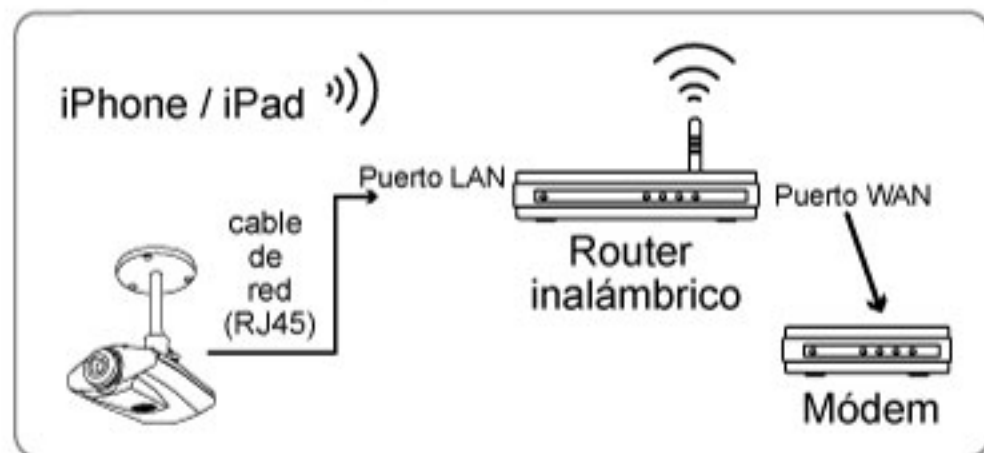 iPhone / iPad
Puerto LAN
cable
de
red
(RJ45)
Router
inalámbrico
Puerto WAN
Módem